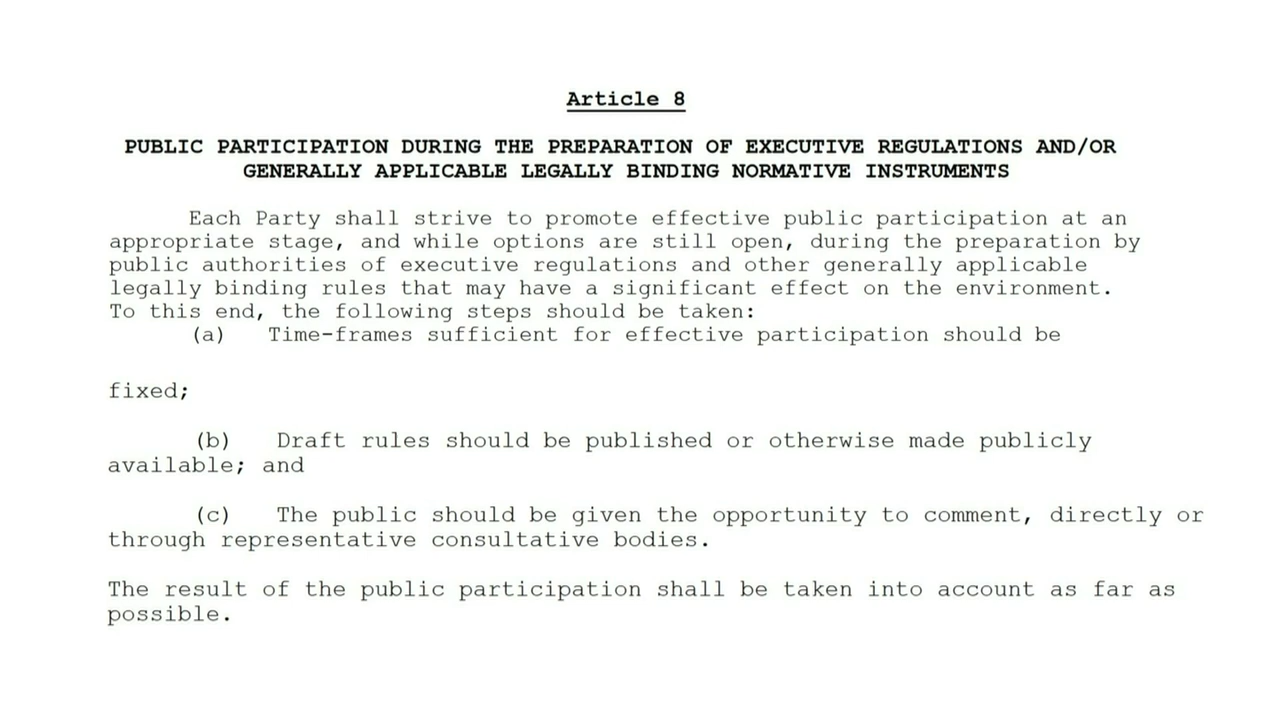 Article 8
PUBLIC PARTICIPATION DURING THE PREPARATION OF EXECUTIVE REGULATIONS AND/OR
GENERALLY APPLICABLE LEGALLY BINDING NORMATIVE INSTRUMENTS
Each Party shall strive to promote effective public participation at an
appropriate stage, and while options are still open, during the preparation by
public authorities of executive regulations and other generally applicable
legally binding rules that may have a significant effect on the environment.
To this end, the following steps should be taken:
(a) Time-frames sufficient for effective participation should be
fixed;
(b) Draft rules should be published or otherwise made publicly
available; and
(c) The public should be given the opportunity to comment, directly or
through representative consultative bodies.
The result of the public participation shall be taken into account as far as
possible.